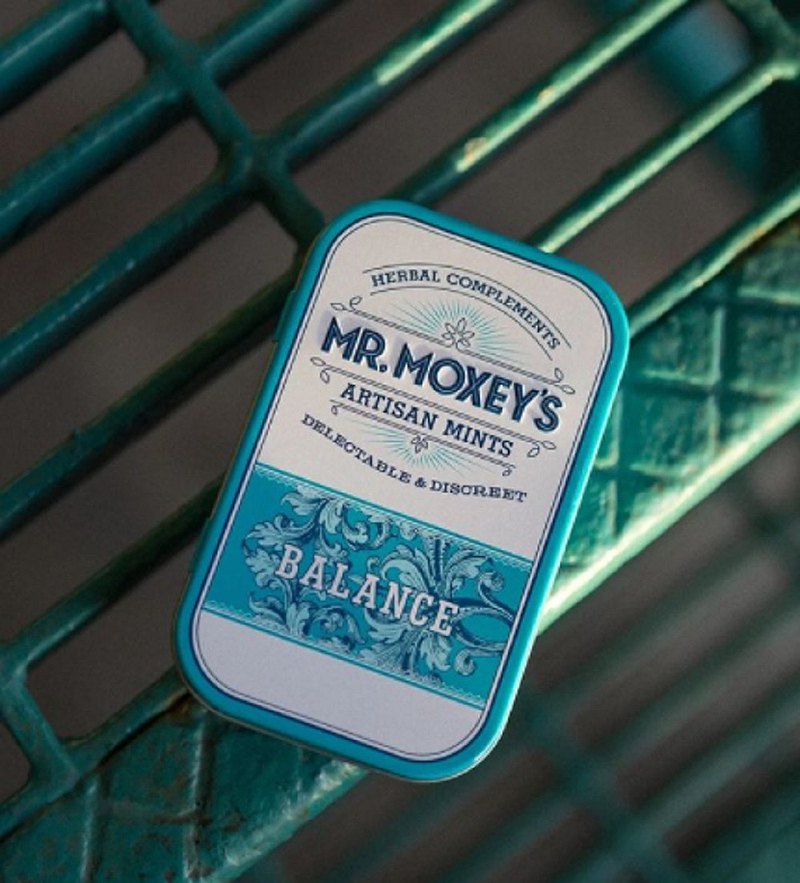 HERBAL COMPLEMENTS
MR. MOXEY'S
ARTISAN MINTS
DELECTABLE & DISCREET
BALANCE